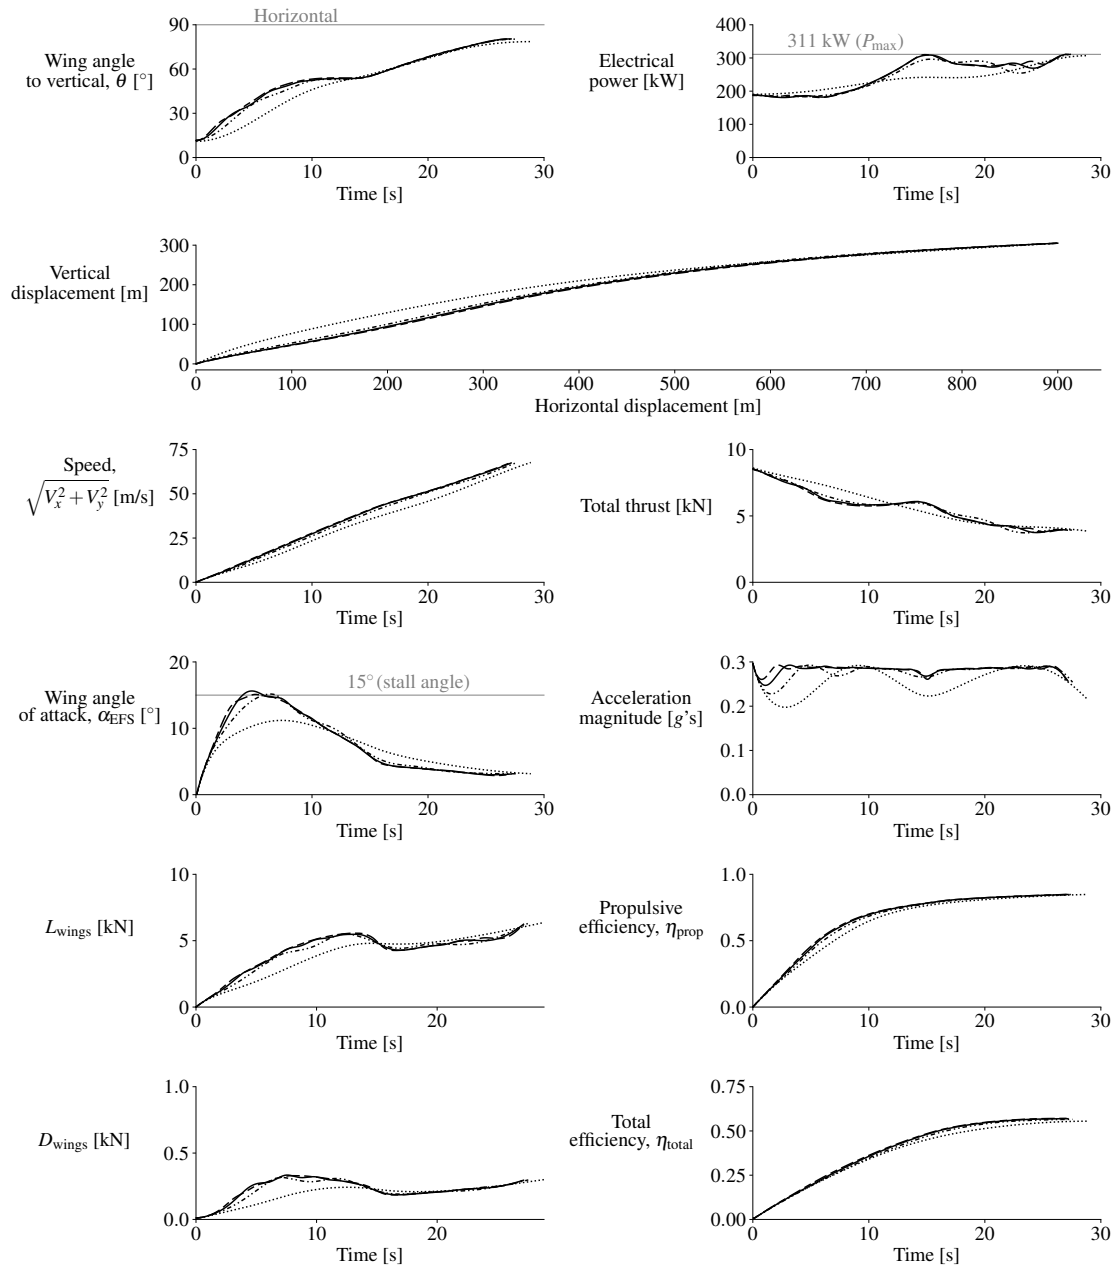 Wing angle
to vertical, θ [°]
90
60
30
0
Horizontal
0 10 20 30
Time [s]
Electrical
power [kW]
400
300
200
100
0
311 kW (Pmax)
0 10 20 30
Time [s]
Vertical
displacement [m]
300
200
100
0
0 100 200 300 400 500 600 700 800 900
Horizontal displacement [m]
Speed,
√Vx² + Vy² [m/s]
75
50
25
0
0 10 20 30
Time [s]
Total thrust [kN]
10
5
0
0 10 20 30
Time [s]
Wing angle
of attack, αEFS [°]
20
10
0
15° (stall angle)
0 10 20 30
Time [s]
Acceleration
magnitude [g's]
0.3
0.2
0.1
0.0
0 10 20 30
Time [s]
Lwings [kN]
10
5
0
0 10 20
Time [s]
Propulsive
efficiency, ηprop
1.0
0.5
0.0
0 10 20 30
Time [s]
Dwings [kN]
1.0
0.5
0.0
0 10 20
Time [s]
Total
efficiency, ηtotal
0.75
0.50
0.25
0.00
0 10 20 30
Time [s]